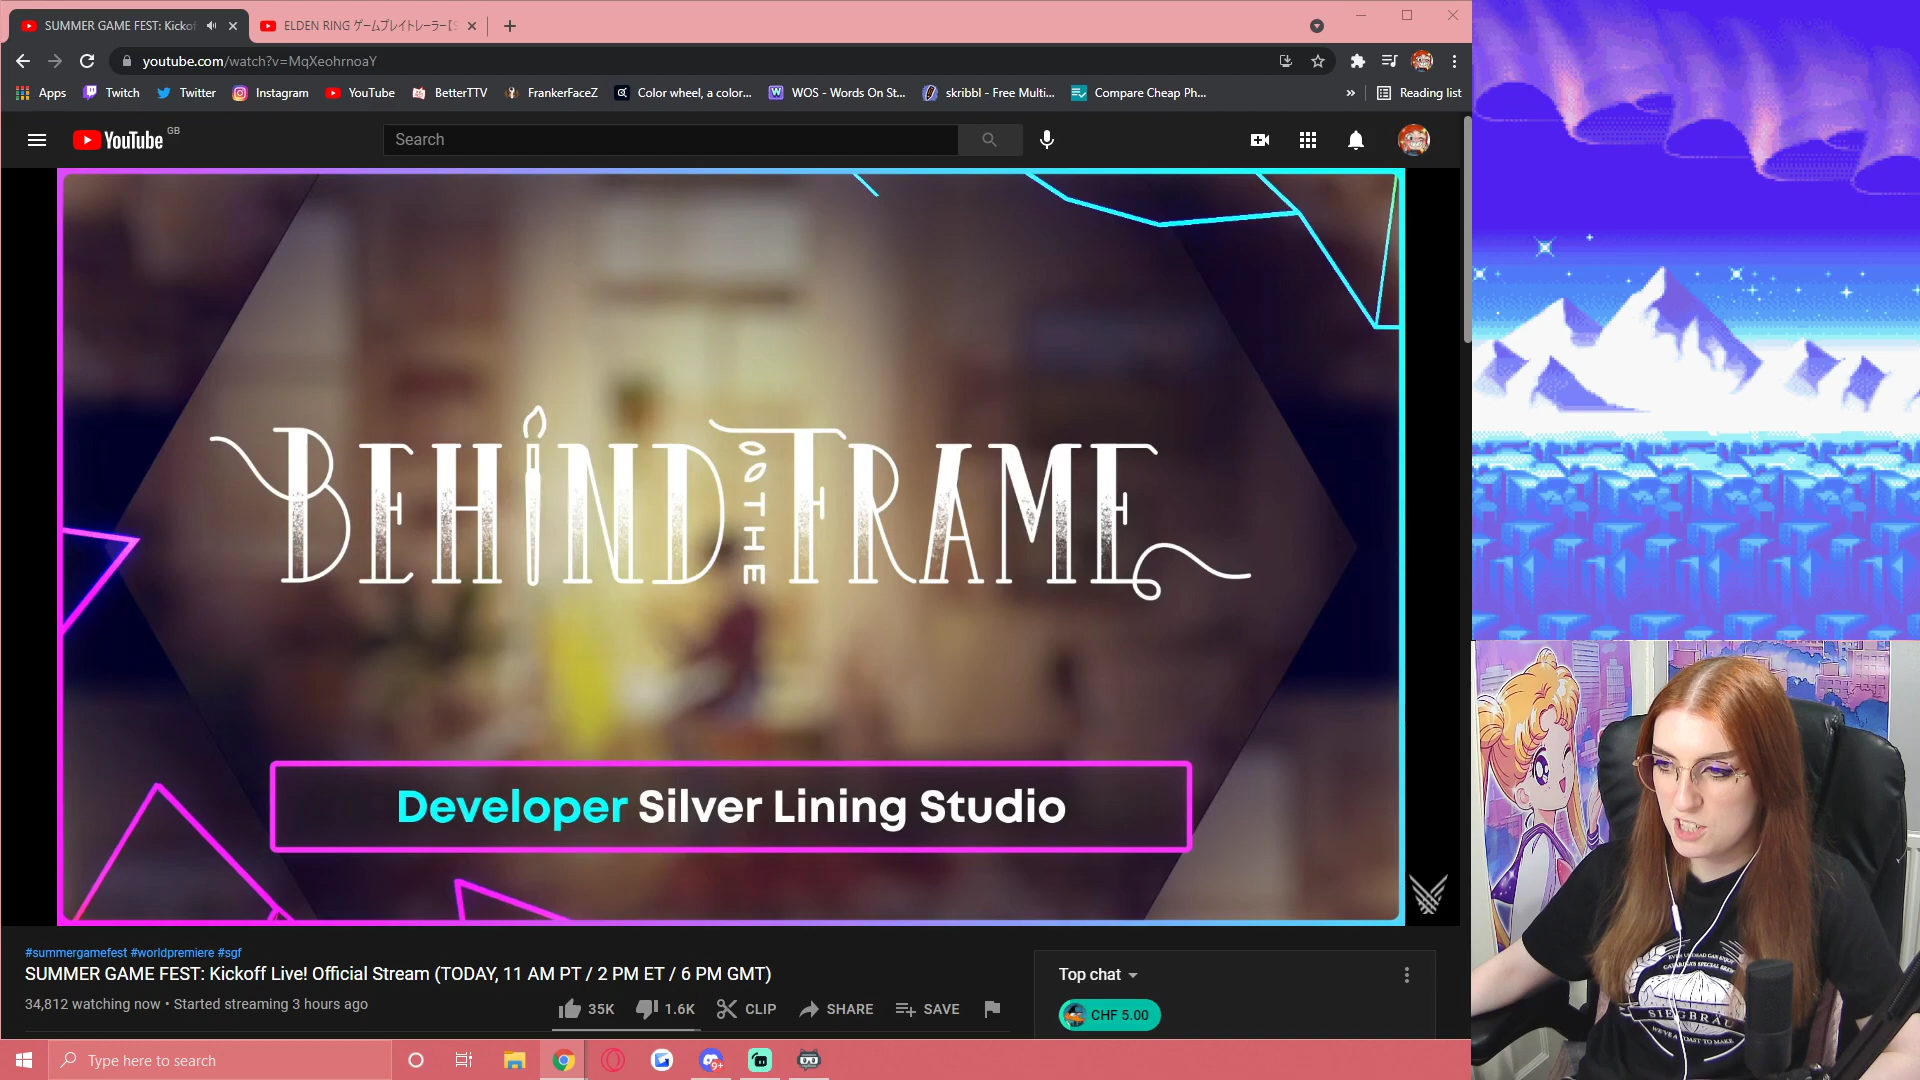 SUMMER GAME FEST: Kickof
ELDEN RING ゲームプレイトレーラー【S
youtube.com/watch?v=MqXeohrnoaY
Apps
Twitch
Twitter
Instagram
YouTube
BetterTTV
FrankerFaceZ
Color wheel, a color...
WOS - Words On St...
skribbl - Free Multi...
Compare Cheap Ph...
»
Reading list
YouTube GB
Search
BEHIND THE FRAME
Developer Silver Lining Studio
#summergamefest #worldpremiere #sgf
SUMMER GAME FEST: Kickoff Live! Official Stream (TODAY, 11 AM PT / 2 PM ET / 6 PM GMT)
34,812 watching now • Started streaming 3 hours ago
35K
1.6K
CLIP
SHARE
SAVE
Top chat
CHF 5.00
Type here to search
9+
SIEGBRÄU